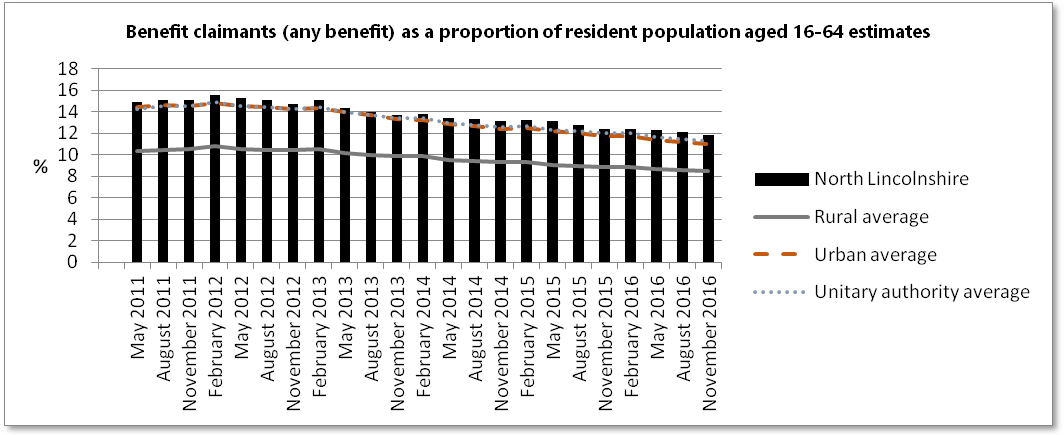 Benefit claimants (any benefit) as a proportion of resident population aged 16-64 estimates
18
16
14
12
10
8
6
4
2
0
%
May 2011
August 2011
November 2011
February 2012
May 2012
August 2012
November 2012
February 2013
May 2013
August 2013
November 2013
February 2014
May 2014
August 2014
November 2014
February 2015
May 2015
August 2015
November 2015
February 2016
May 2016
August 2016
November 2016
North Lincolnshire
Rural average
Urban average
Unitary authority average